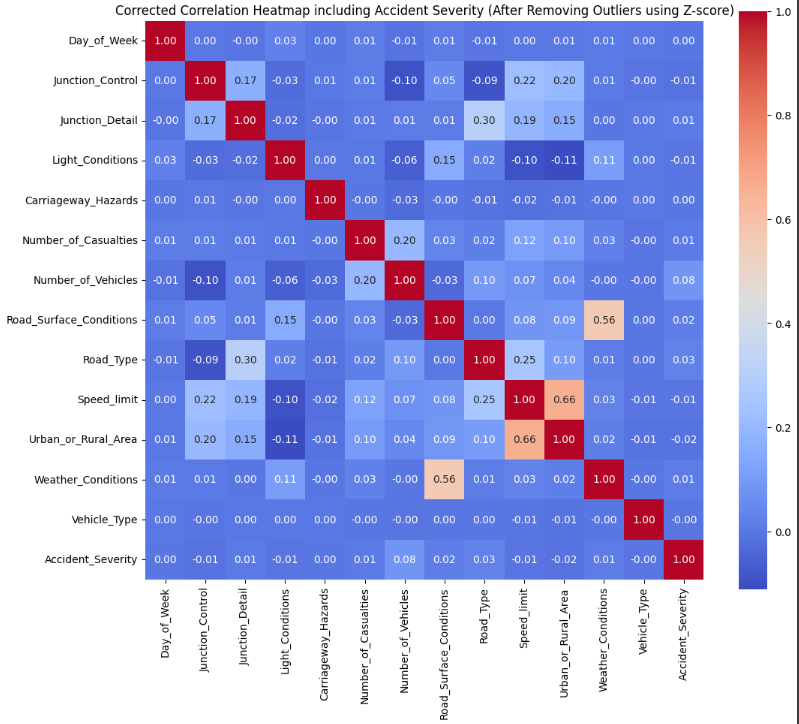 Corrected Correlation Heatmap including Accident Severity (After Removing Outliers using Z-score)
Day_of_Week 1.00 0.00 -0.00 0.03 0.00 0.01 -0.01 0.01 -0.01 0.00 0.01 0.01 0.00 0.00
Junction_Control 0.00 1.00 0.17 -0.03 0.01 0.01 -0.10 0.05 -0.09 0.22 0.20 0.01 -0.00 -0.01
Junction_Detail -0.00 0.17 1.00 -0.02 -0.00 0.01 0.01 0.01 0.30 0.19 0.15 0.00 0.00 0.01
Light_Conditions 0.03 -0.03 -0.02 1.00 0.00 0.01 -0.06 0.15 0.02 -0.10 -0.11 0.11 0.00 -0.01
Carriageway_Hazards 0.00 0.01 -0.00 0.00 1.00 -0.00 -0.03 -0.00 -0.01 -0.02 -0.01 -0.00 0.00 0.00
Number_of_Casualties 0.01 0.01 0.01 0.01 -0.00 1.00 0.20 0.03 0.02 0.12 0.10 0.03 -0.00 0.01
Number_of_Vehicles -0.01 -0.10 0.01 -0.06 -0.03 0.20 1.00 -0.03 0.10 0.07 0.04 -0.00 -0.00 0.08
Road_Surface_Conditions 0.01 0.05 0.01 0.15 -0.00 0.03 -0.03 1.00 0.00 0.08 0.09 0.56 0.00 0.02
Road_Type -0.01 -0.09 0.30 0.02 -0.01 0.02 0.10 0.00 1.00 0.25 0.10 0.01 0.00 0.03
Speed_limit 0.00 0.22 0.19 -0.10 -0.02 0.12 0.07 0.08 0.25 1.00 0.66 0.03 -0.01 -0.01
Urban_or_Rural_Area 0.01 0.20 0.15 -0.11 -0.01 0.10 0.04 0.09 0.10 0.66 1.00 0.02 -0.01 -0.02
Weather_Conditions 0.01 0.01 0.00 0.11 -0.00 0.03 -0.00 0.56 0.01 0.03 0.02 1.00 -0.00 0.01
Vehicle_Type 0.00 -0.00 0.00 0.00 0.00 -0.00 -0.00 0.00 0.00 -0.01 -0.01 -0.00 1.00 -0.00
Accident_Severity 0.00 -0.01 0.01 -0.01 0.00 0.01 0.08 0.02 0.03 -0.01 -0.02 0.01 -0.00 1.00
Day_of_Week
Junction_Control
Junction_Detail
Light_Conditions
Carriageway_Hazards
Number_of_Casualties
Number_of_Vehicles
Road_Surface_Conditions
Road_Type
Speed_limit
Urban_or_Rural_Area
Weather_Conditions
Vehicle_Type
Accident_Severity
1.0
0.8
0.6
0.4
0.2
0.0